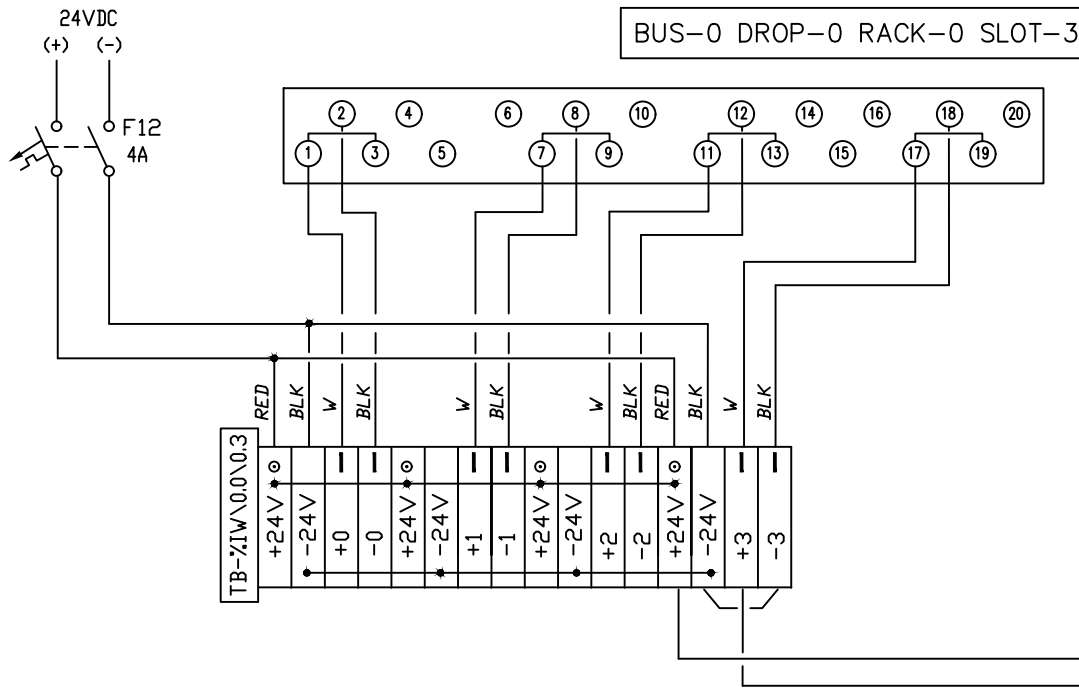 24VDC
(+) (-)
BUS-0 DROP-0 RACK-0 SLOT-3
F12
4A
2 4 6 8 10 12 14 16 18 20
1 3 5 7 9 11 13 15 17 19
RED BLK W BLK W BLK W BLK RED BLK W BLK
TB-%IW\0.0\0.3
+24V -24V +0 -0 +24V -24V +1 -1 +24V -24V +2 -2 +24V -24V +3 -3